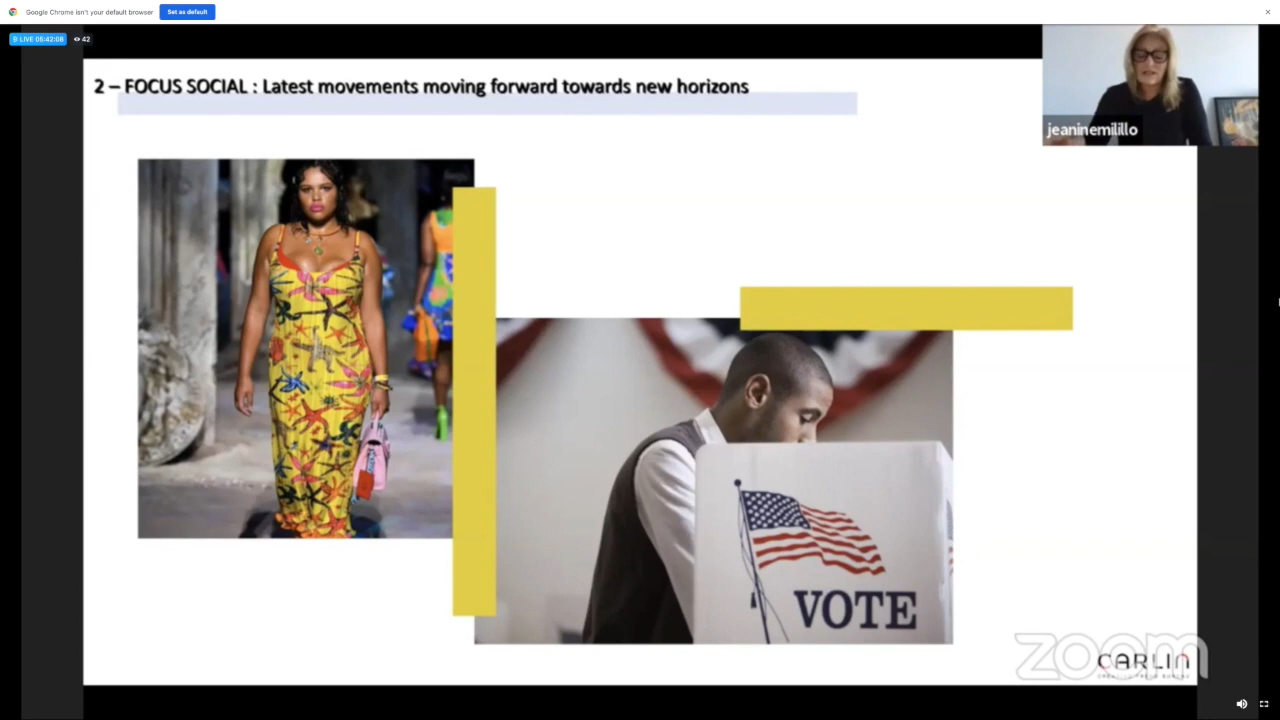 Google Chrome isn't your default browser
Set as default
LIVE 05:42:08
42
2 – FOCUS SOCIAL : Latest movements moving forward towards new horizons
jeaninemilillo
VOTE
zoom
CARLIN